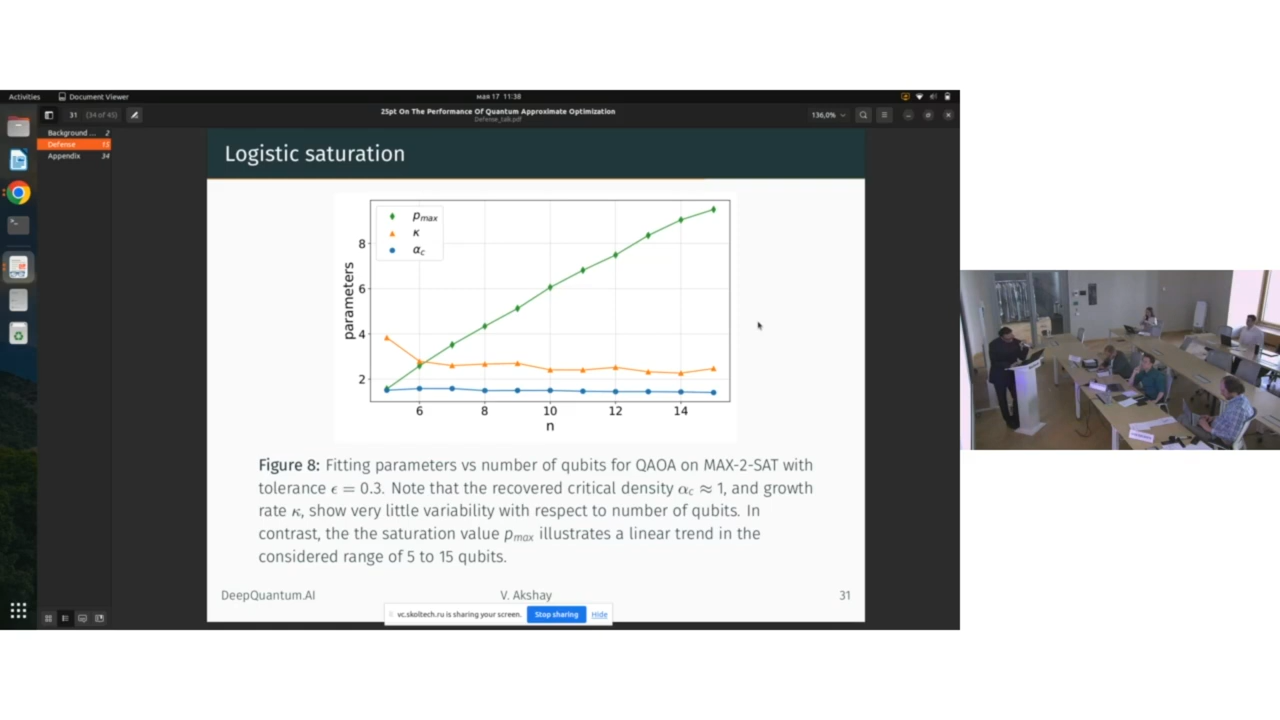 Activities
Document Viewer
мая 17 11:38
31 (34 of 45)
25pt On The Performance Of Quantum Approximate Optimization
Defense_talk.pdf
136,0%
Background ... 2
Defense 15
Appendix 34
Logistic saturation
p_max
κ
α_c
parameters
8
6
4
2
6 8 10 12 14
n
Figure 8: Fitting parameters vs number of qubits for QAOA on MAX-2-SAT with
tolerance ϵ = 0.3. Note that the recovered critical density α_c ≈ 1, and growth
rate κ, show very little variability with respect to number of qubits. In
contrast, the the saturation value p_max illustrates a linear trend in the
considered range of 5 to 15 qubits.
DeepQuantum.AI V. Akshay 31
vc.skoltech.ru is sharing your screen. Stop sharing Hide